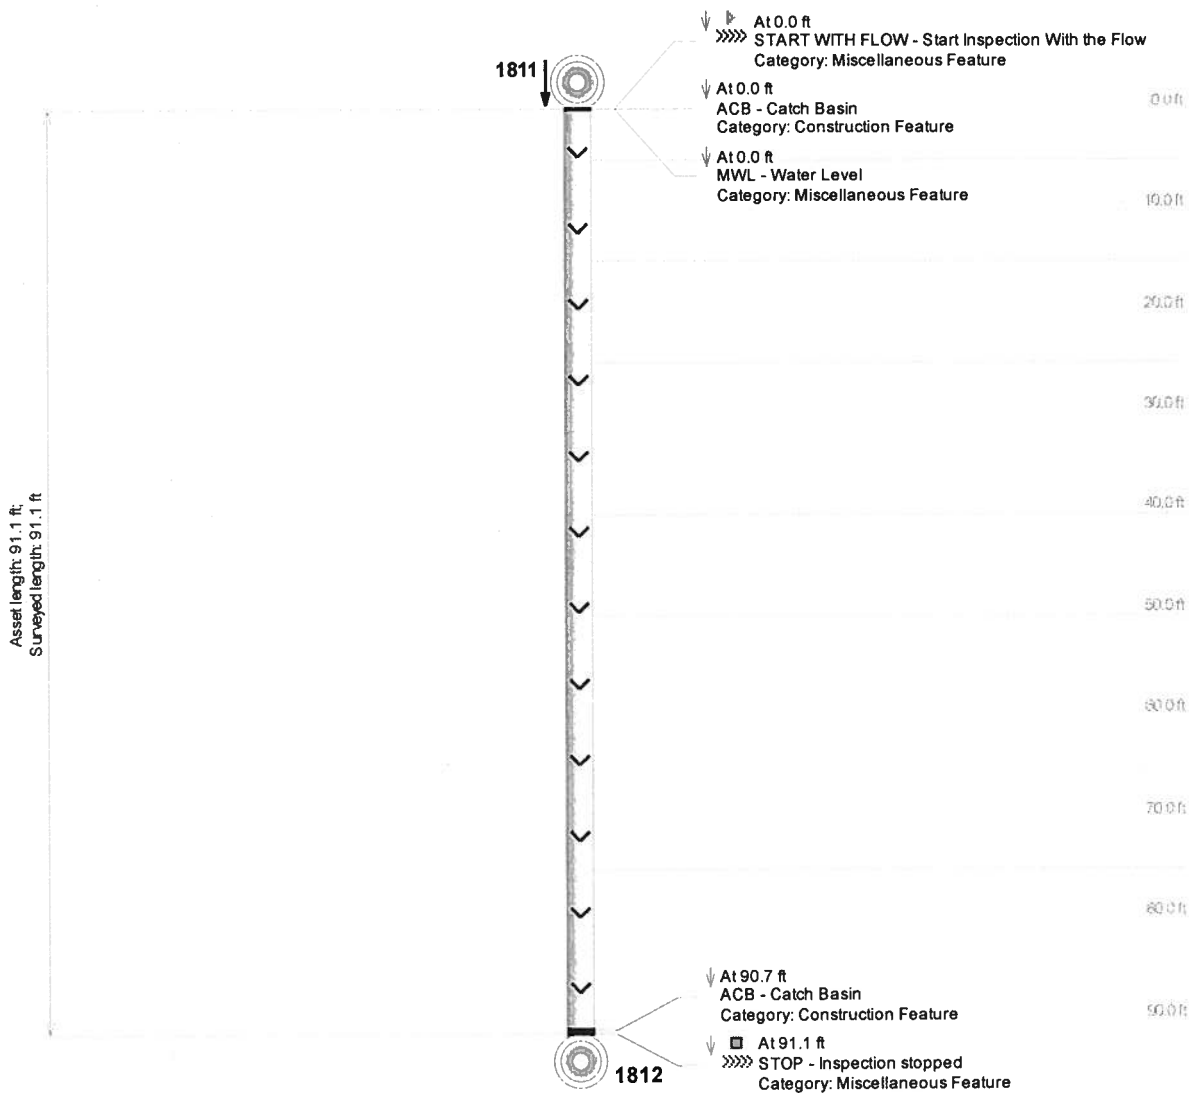 At 0.0 ft
START WITH FLOW - Start Inspection With the Flow
Category: Miscellaneous Feature
1811
At 0.0 ft
ACB - Catch Basin
Category: Construction Feature
0.0 ft
At 0.0 ft
MWL - Water Level
Category: Miscellaneous Feature
10.0 ft
20.0 ft
30.0 ft
40.0 ft
Asset length: 91.1 ft;
Surveyed length: 91.1 ft
50.0 ft
60.0 ft
70.0 ft
80.0 ft
At 90.7 ft
ACB - Catch Basin
Category: Construction Feature
90.0 ft
At 91.1 ft
STOP - Inspection stopped
Category: Miscellaneous Feature
1812